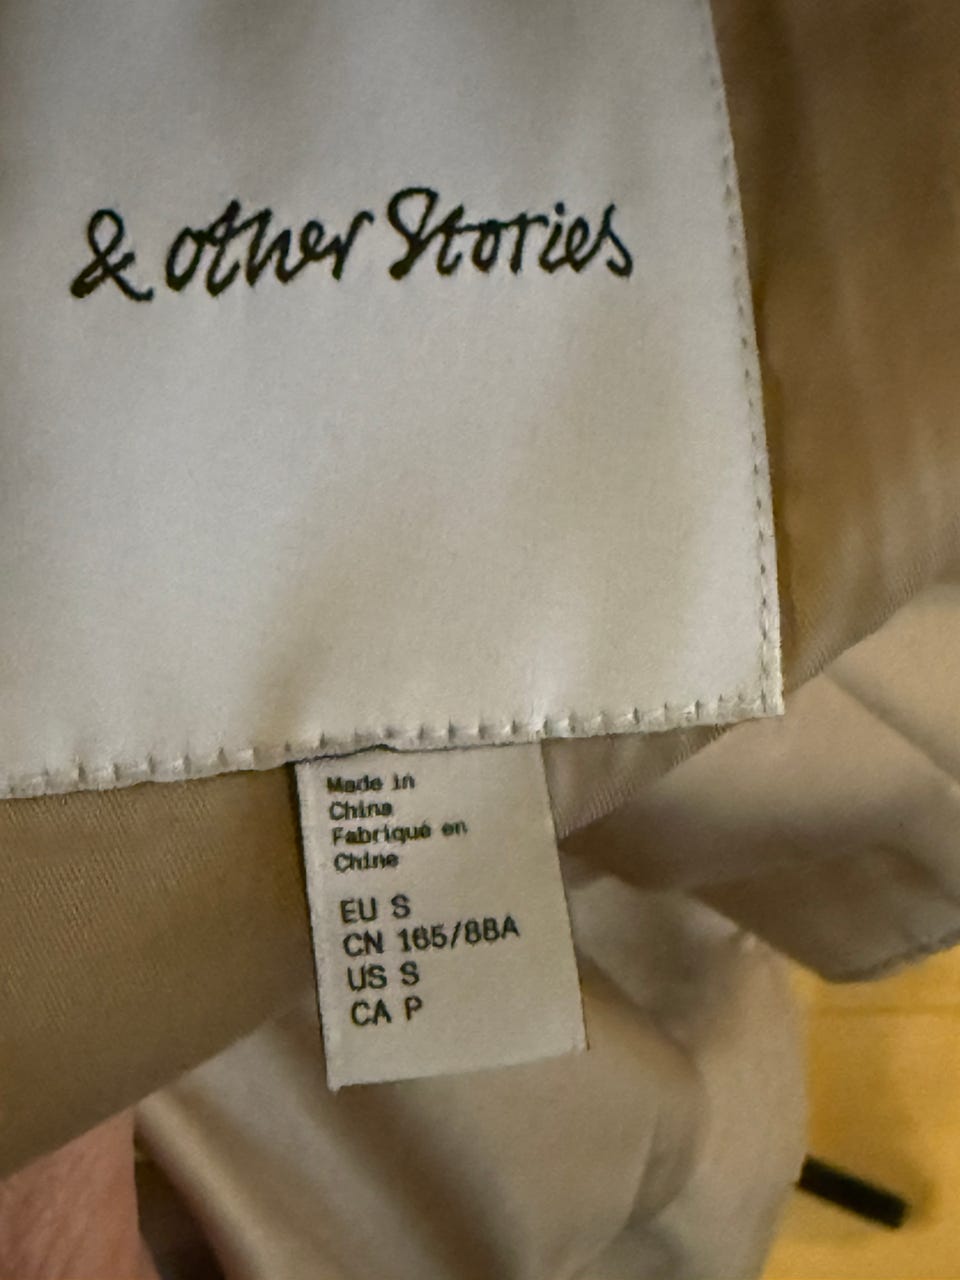 & other Stories
Made in
China
Fabriqué en
Chine
EU S
CN 165/88A
US S
CA P